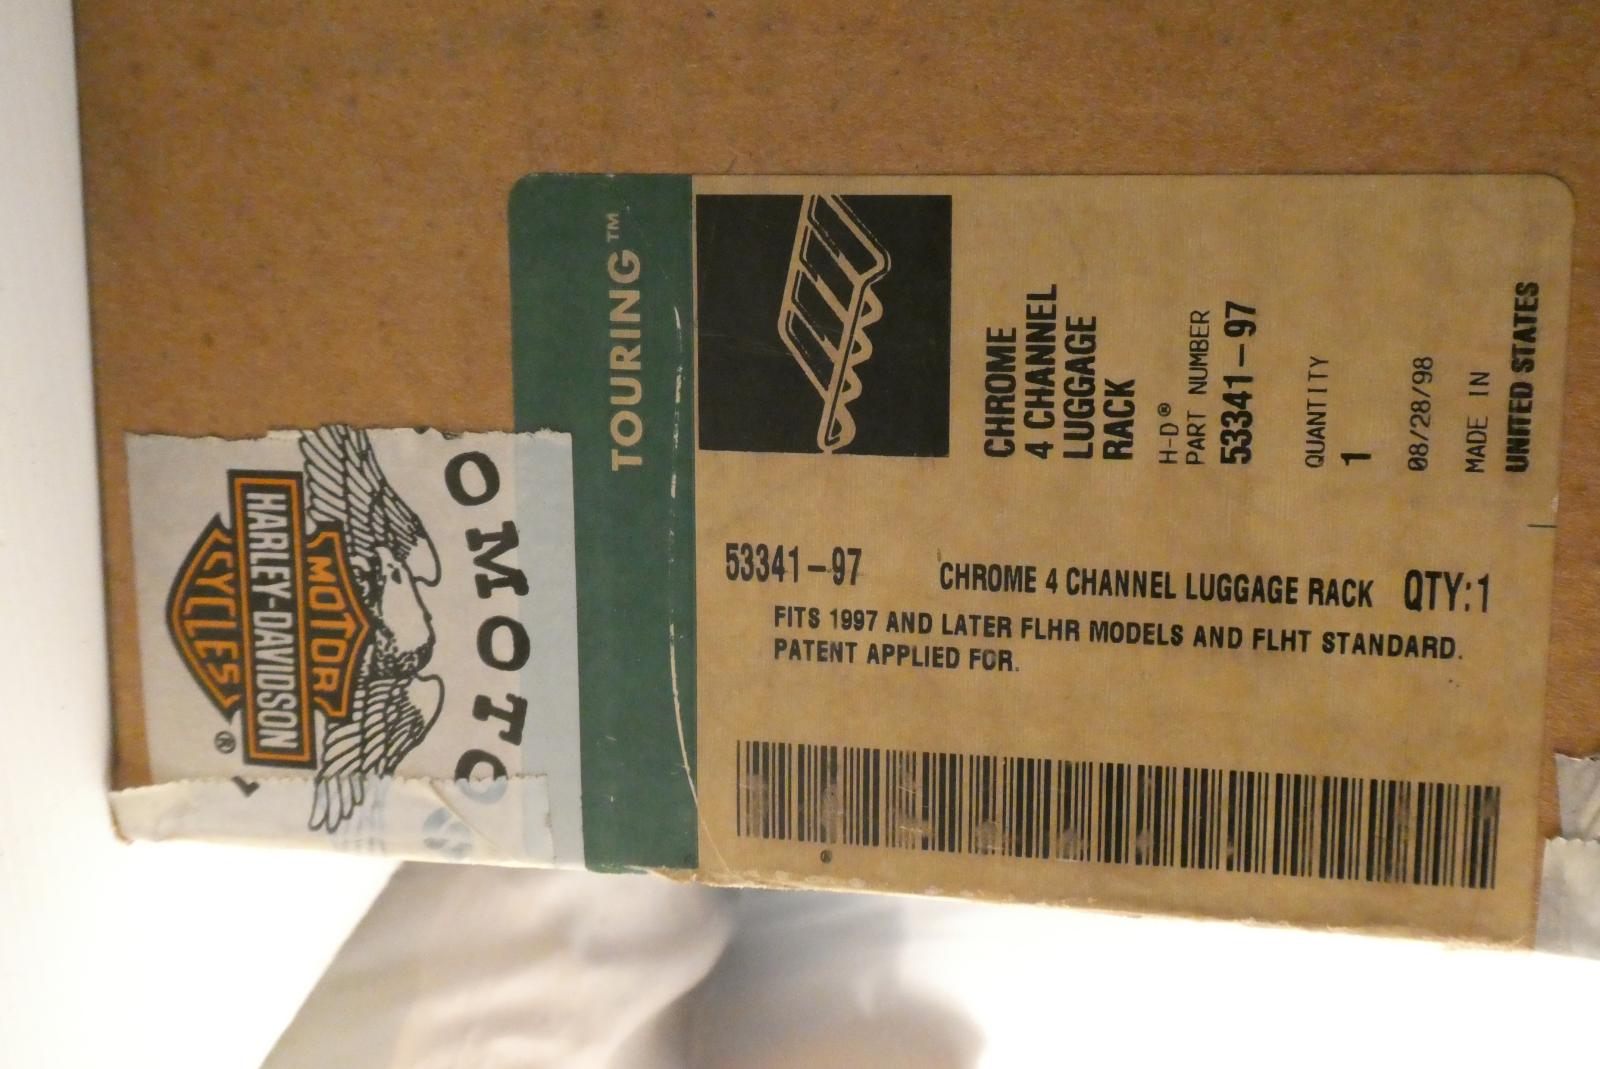 TOURING™
CHROME
4 CHANNEL
LUGGAGE
RACK
H-D®
PART NUMBER
53341-97
QUANTITY
1
08/28/98
MADE IN
UNITED STATES
53341-97 CHROME 4 CHANNEL LUGGAGE RACK QTY:1
FITS 1997 AND LATER FLHR MODELS AND FLHT STANDARD.
PATENT APPLIED FOR.
MOTOR
HARLEY-DAVIDSON
CYCLES
®
OMOTO